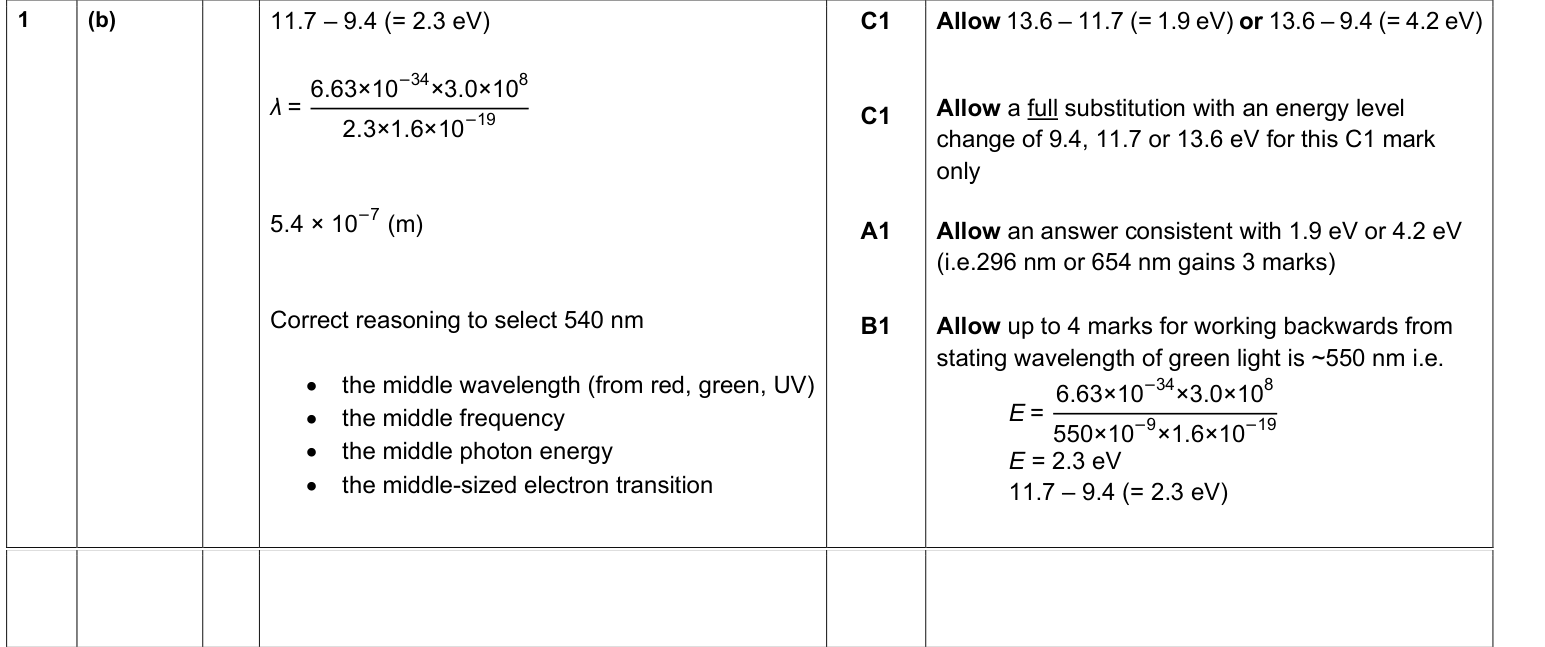 1 (b) 11.7 – 9.4 (= 2.3 eV) C1 Allow 13.6 – 11.7 (= 1.9 eV) or 13.6 – 9.4 (= 4.2 eV)
λ = 6.63×10⁻³⁴×3.0×10⁸ / 2.3×1.6×10⁻¹⁹
C1 Allow a full substitution with an energy level
change of 9.4, 11.7 or 13.6 eV for this C1 mark
only
5.4 × 10⁻⁷ (m)
A1 Allow an answer consistent with 1.9 eV or 4.2 eV
(i.e.296 nm or 654 nm gains 3 marks)
Correct reasoning to select 540 nm
• the middle wavelength (from red, green, UV)
• the middle frequency
• the middle photon energy
• the middle-sized electron transition
B1 Allow up to 4 marks for working backwards from
stating wavelength of green light is ~550 nm i.e.
E = 6.63×10⁻³⁴×3.0×10⁸ / 550×10⁻⁹×1.6×10⁻¹⁹
E = 2.3 eV
11.7 – 9.4 (= 2.3 eV)